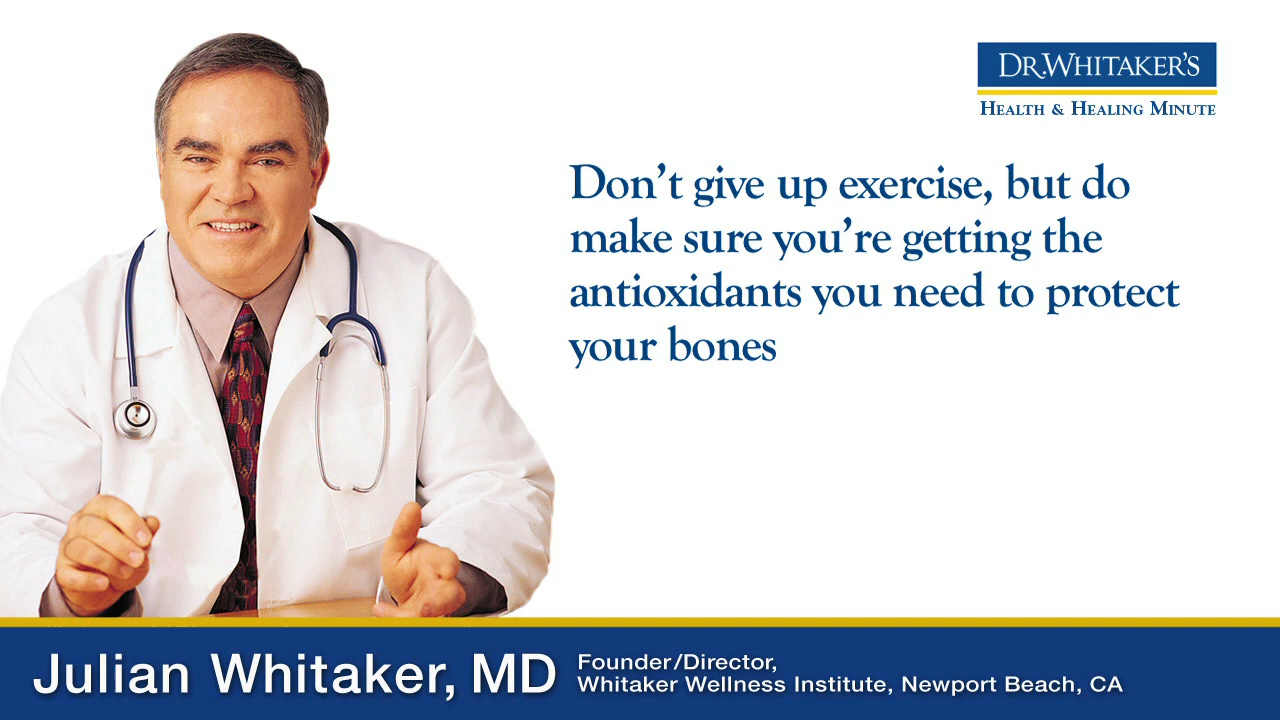 DR. WHITAKER'S
HEALTH & HEALING MINUTE
Don't give up exercise, but do
make sure you're getting the
antioxidants you need to protect
your bones
Julian Whitaker, MD
Founder/Director,
Whitaker Wellness Institute, Newport Beach, CA